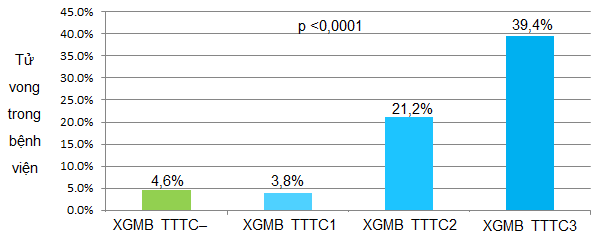 45.0%
40.0%
35.0%
30.0%
25.0%
20.0%
15.0%
10.0%
5.0%
0.0%
Tử
vong
trong
bệnh
viện
p <0,0001
4,6%
3,8%
21,2%
39,4%
XGMB TTTC– XGMB TTTC1 XGMB TTTC2 XGMB TTTC3